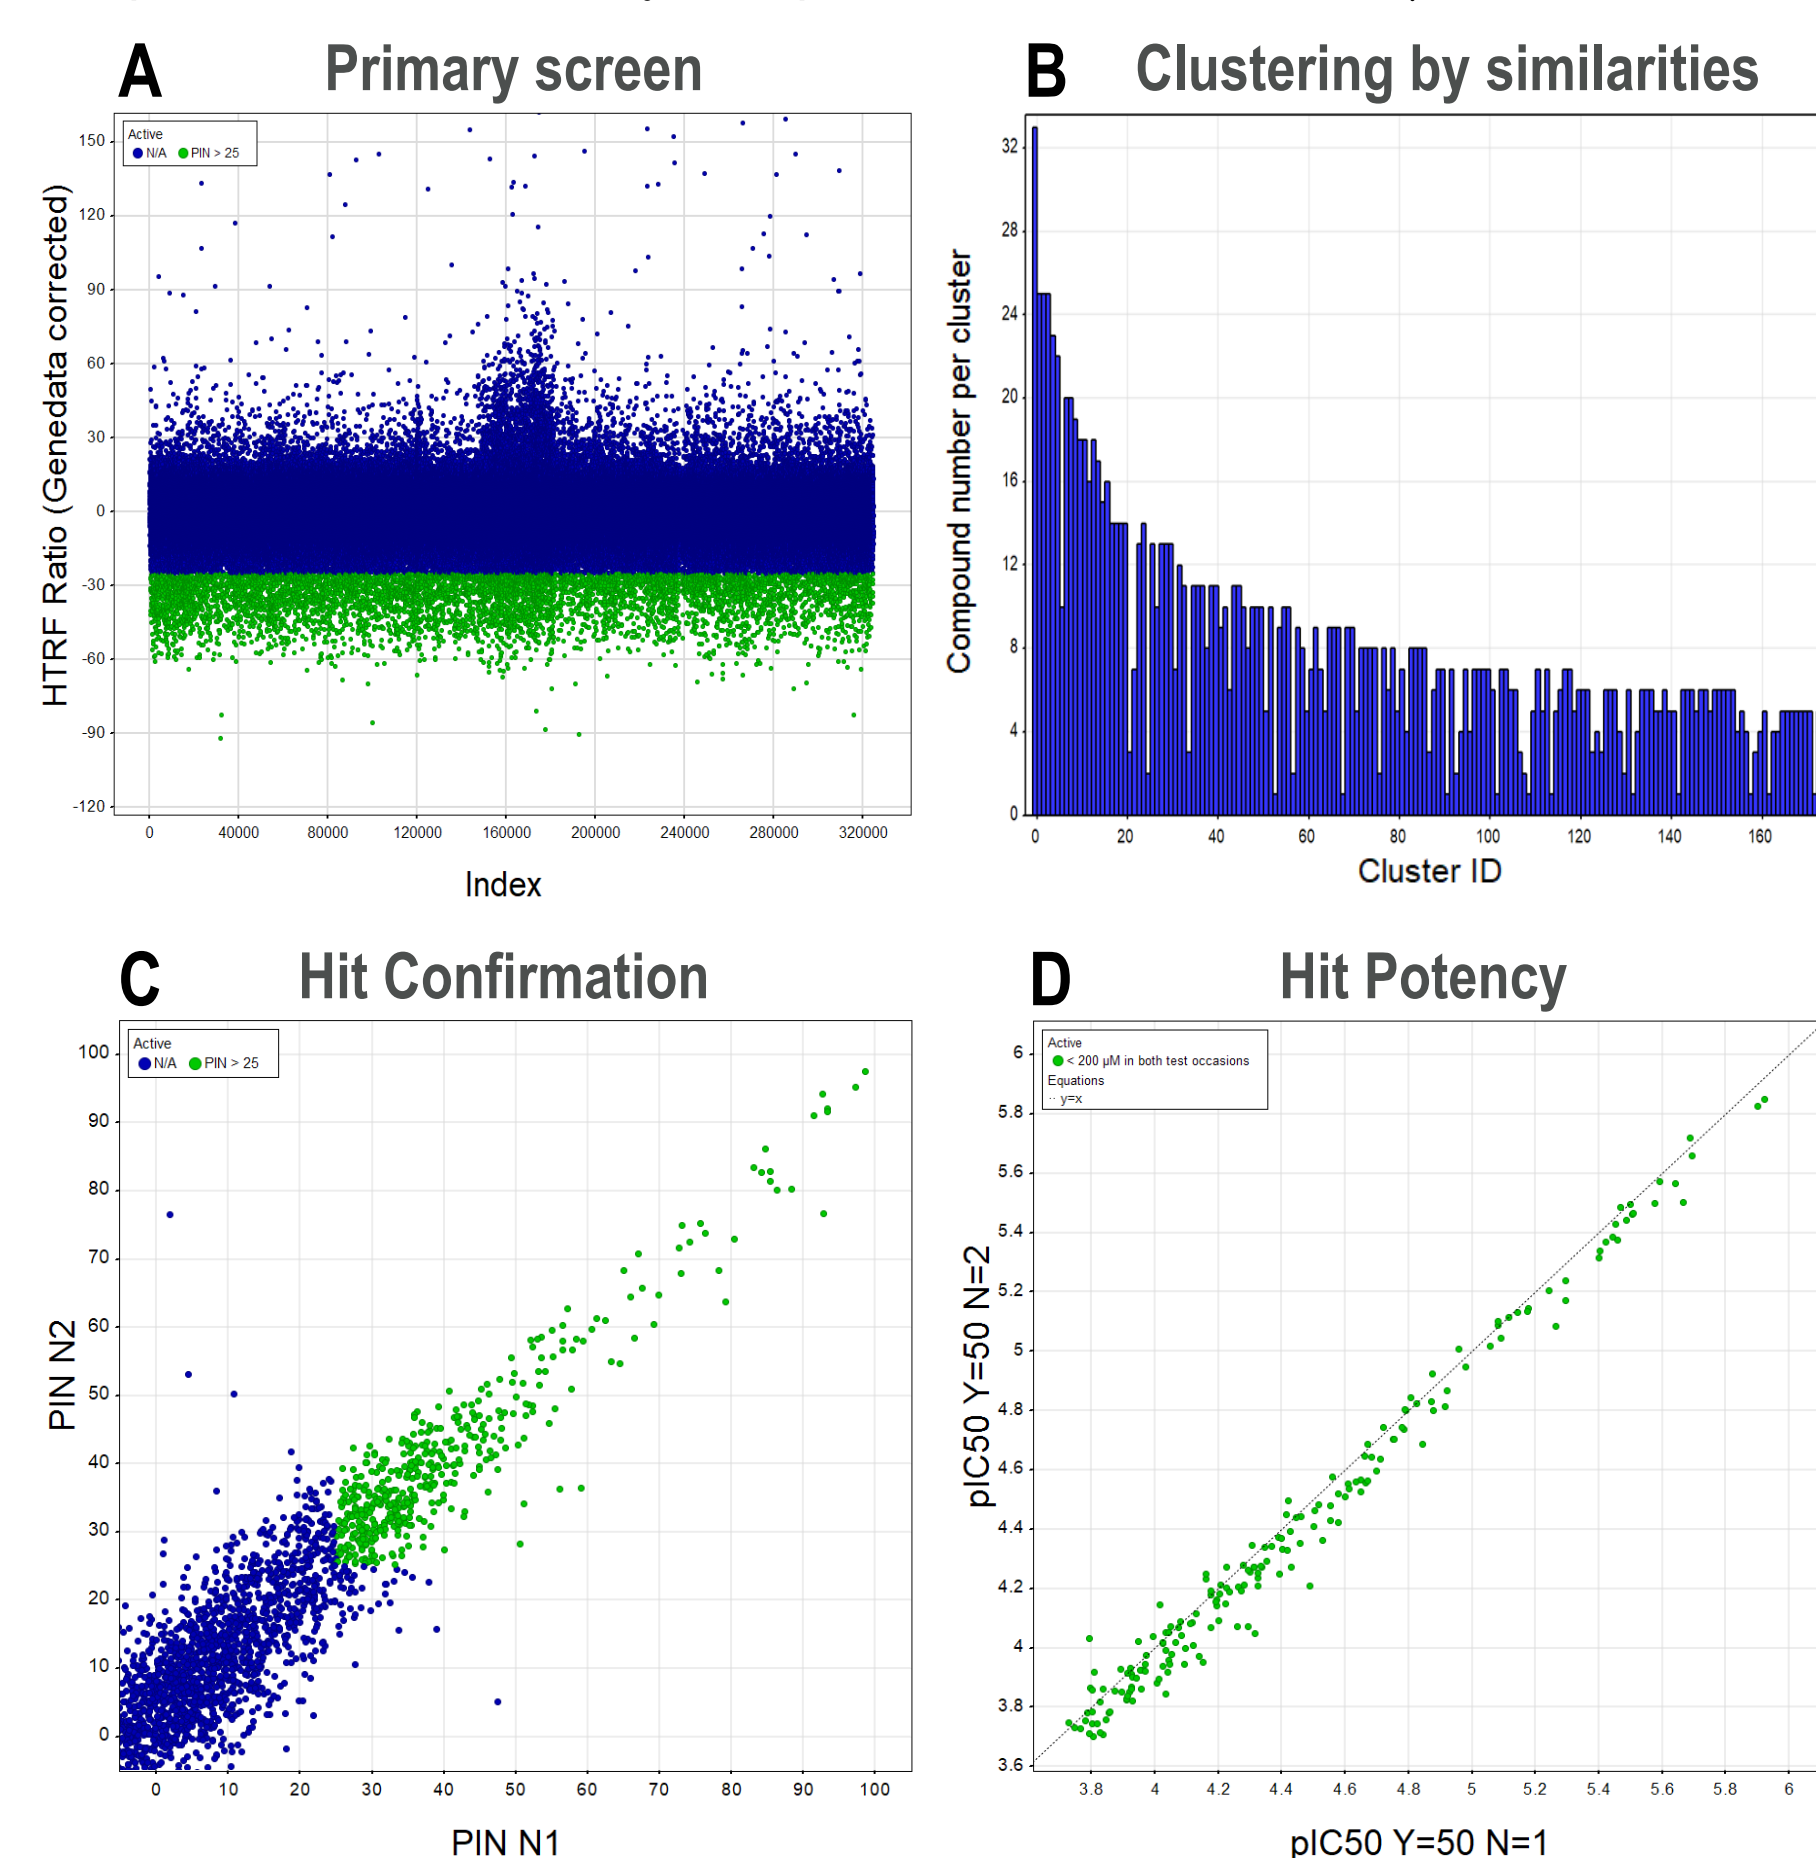 A Primary screen
Active
N/A PIN > 25
HTRF Ratio (Genedata corrected)
150
120
90
60
30
0
-30
-60
-90
-120
0 40000 80000 120000 160000 200000 240000 280000 320000
Index
B Clustering by similarities
Compound number per cluster
32
28
24
20
16
12
8
4
0
0 20 40 60 80 100 120 140 160
Cluster ID
C Hit Confirmation
Active
N/A PIN > 25
PIN N2
100
90
80
70
60
50
40
30
20
10
0
0 10 20 30 40 50 60 70 80 90 100
PIN N1
D Hit Potency
Active
< 200 µM in both test occasions
Equations
·· y=x
pIC50 Y=50 N=2
6
5.8
5.6
5.4
5.2
5
4.8
4.6
4.4
4.2
4
3.8
3.6
3.8 4 4.2 4.4 4.6 4.8 5 5.2 5.4 5.6 5.8 6
pIC50 Y=50 N=1